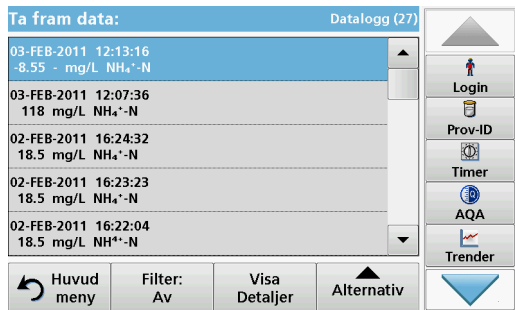 Ta fram data:
Datalogg (27)
03-FEB-2011 12:13:16
-8.55 - mg/L NH₄⁺-N
03-FEB-2011 12:07:36
118 mg/L NH₄⁺-N
02-FEB-2011 16:24:32
18.5 mg/L NH₄⁺-N
02-FEB-2011 16:23:23
18.5 mg/L NH₄⁺-N
02-FEB-2011 16:22:04
18.5 mg/L NH⁴⁺-N
Huvud
meny
Filter:
Av
Visa
Detaljer
Alternativ
Login
Prov-ID
Timer
AQA
Trender